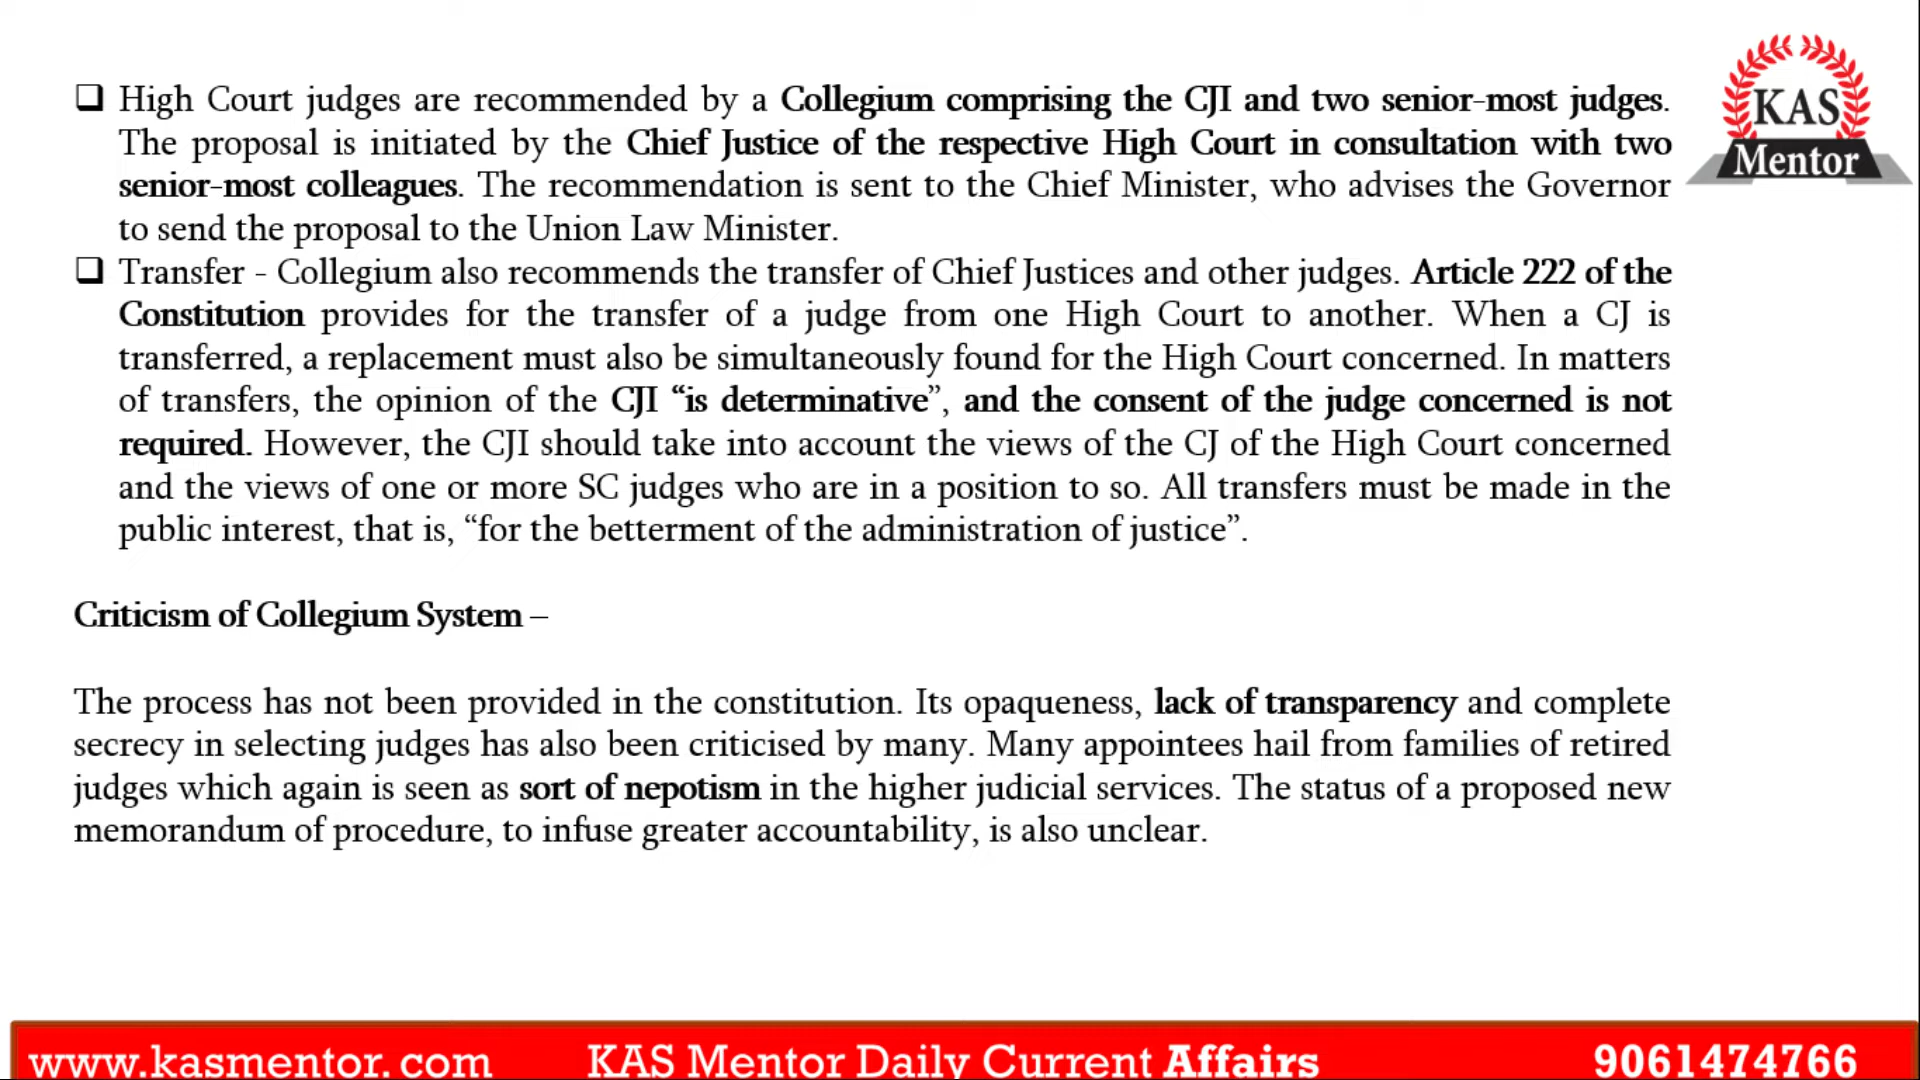 High Court judges are recommended by a Collegium comprising the CJI and two senior-most judges.
The proposal is initiated by the Chief Justice of the respective High Court in consultation with two
senior-most colleagues. The recommendation is sent to the Chief Minister, who advises the Governor
to send the proposal to the Union Law Minister.
Transfer - Collegium also recommends the transfer of Chief Justices and other judges. Article 222 of the
Constitution provides for the transfer of a judge from one High Court to another. When a CJ is
transferred, a replacement must also be simultaneously found for the High Court concerned. In matters
of transfers, the opinion of the CJI “is determinative”, and the consent of the judge concerned is not
required. However, the CJI should take into account the views of the CJ of the High Court concerned
and the views of one or more SC judges who are in a position to so. All transfers must be made in the
public interest, that is, “for the betterment of the administration of justice”.
Criticism of Collegium System –
The process has not been provided in the constitution. Its opaqueness, lack of transparency and complete
secrecy in selecting judges has also been criticised by many. Many appointees hail from families of retired
judges which again is seen as sort of nepotism in the higher judicial services. The status of a proposed new
memorandum of procedure, to infuse greater accountability, is also unclear.
KAS
Mentor
www.kasmentor.com KAS Mentor Daily Current Affairs 9061474766